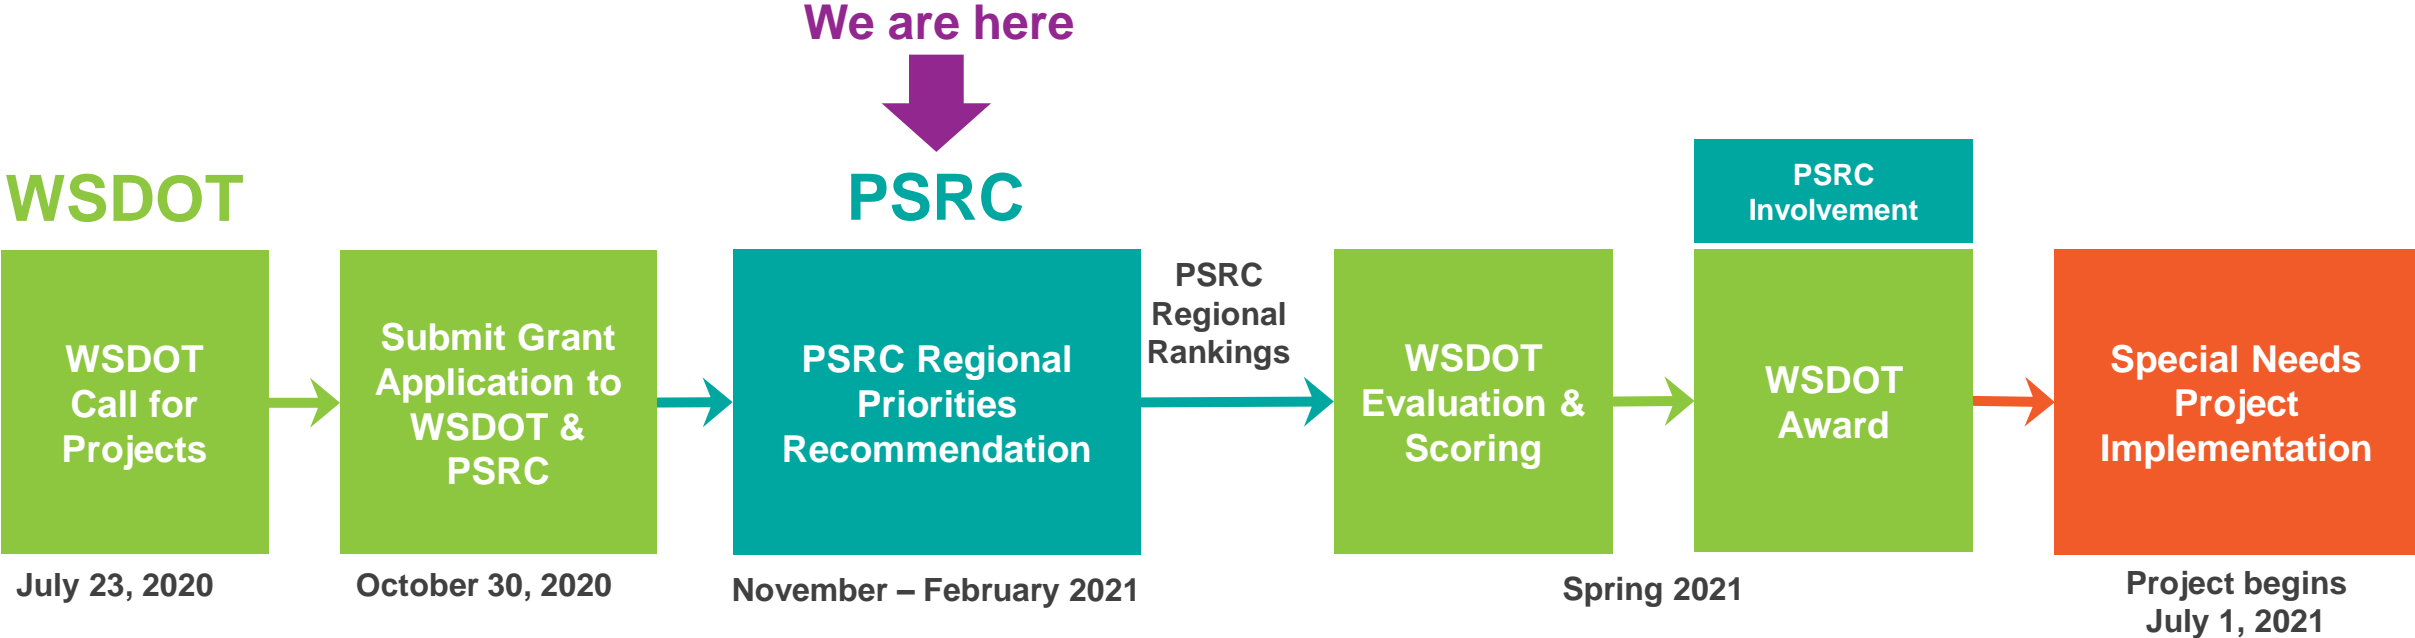 We are here
WSDOT
PSRC
WSDOT
Call for
Projects
July 23, 2020
Submit Grant
Application to
WSDOT &
PSRC
October 30, 2020
PSRC Regional
Priorities
Recommendation
November – February 2021
PSRC
Regional
Rankings
WSDOT
Evaluation &
Scoring
PSRC
Involvement
WSDOT
Award
Spring 2021
Special Needs
Project
Implementation
Project begins
July 1, 2021